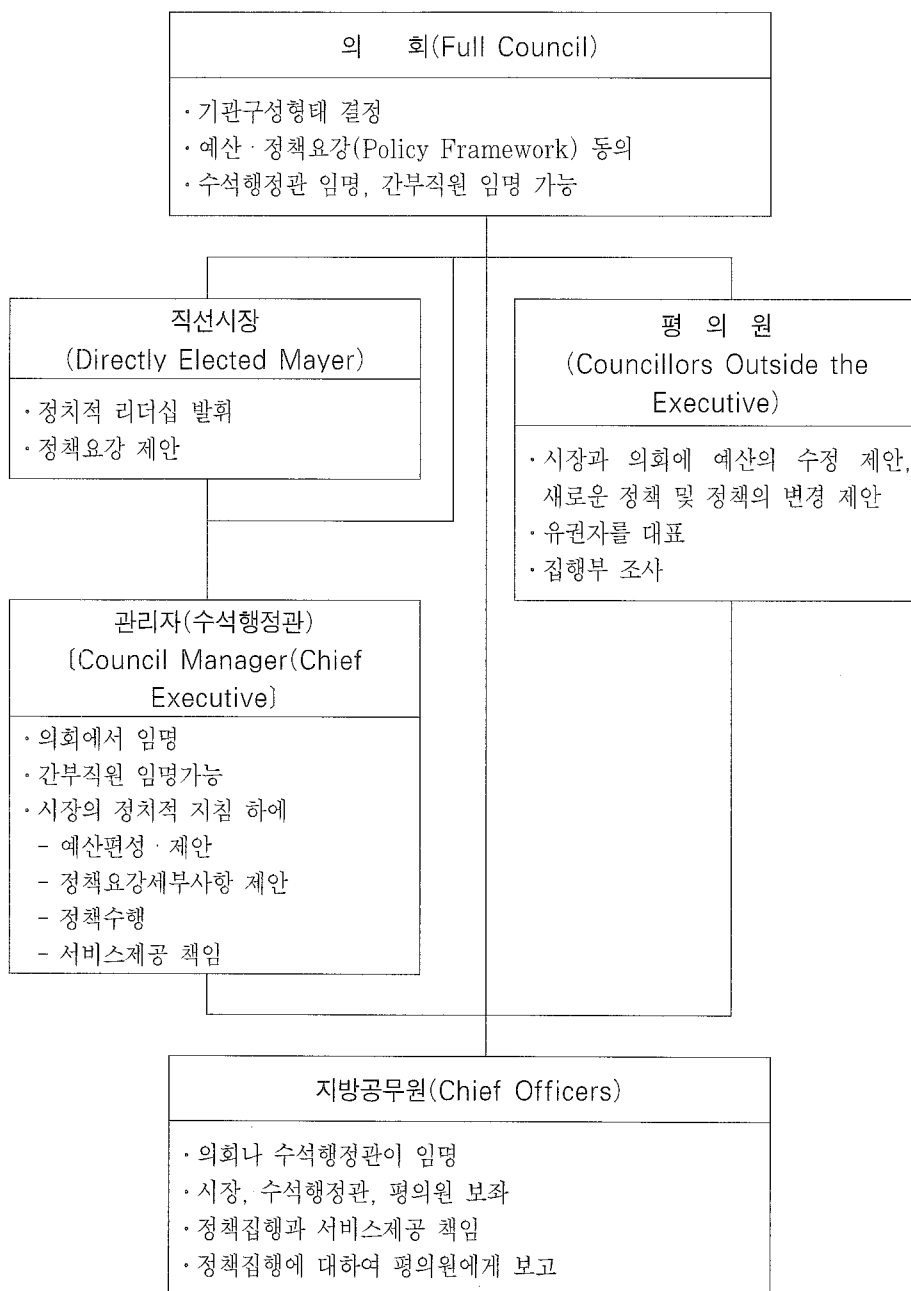 의 회(Full Council)
· 기관구성형태 결정
· 예산 · 정책요강(Policy Framework) 동의
· 수석행정관 임명, 간부직원 임명 가능
직선시장
(Directly Elected Mayer)
· 정치적 리더십 발휘
· 정책요강 제안
평 의 원
(Councillors Outside the
Executive)
· 시장과 의회에 예산의 수정 제안,
새로운 정책 및 정책의 변경 제안
· 유권자를 대표
· 집행부 조사
관리자(수석행정관)
〔Council Manager(Chief
Executive〕
· 의회에서 임명
· 간부직원 임명가능
· 시장의 정치적 지침 하에
- 예산편성 · 제안
- 정책요강세부사항 제안
- 정책수행
- 서비스제공 책임
지방공무원(Chief Officers)
· 의회나 수석행정관이 임명
· 시장, 수석행정관, 평의원 보좌
· 정책집행과 서비스제공 책임
· 정책집행에 대하여 평의원에게 보고